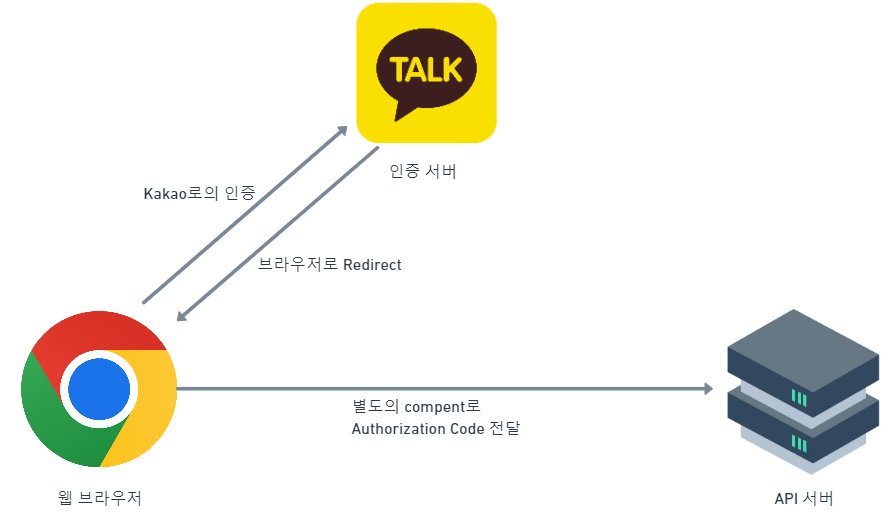 TALK
인증 서버
Kakao로의 인증
브라우저로 Redirect
별도의 compent로
Authorization Code 전달
웹 브라우저
API 서버